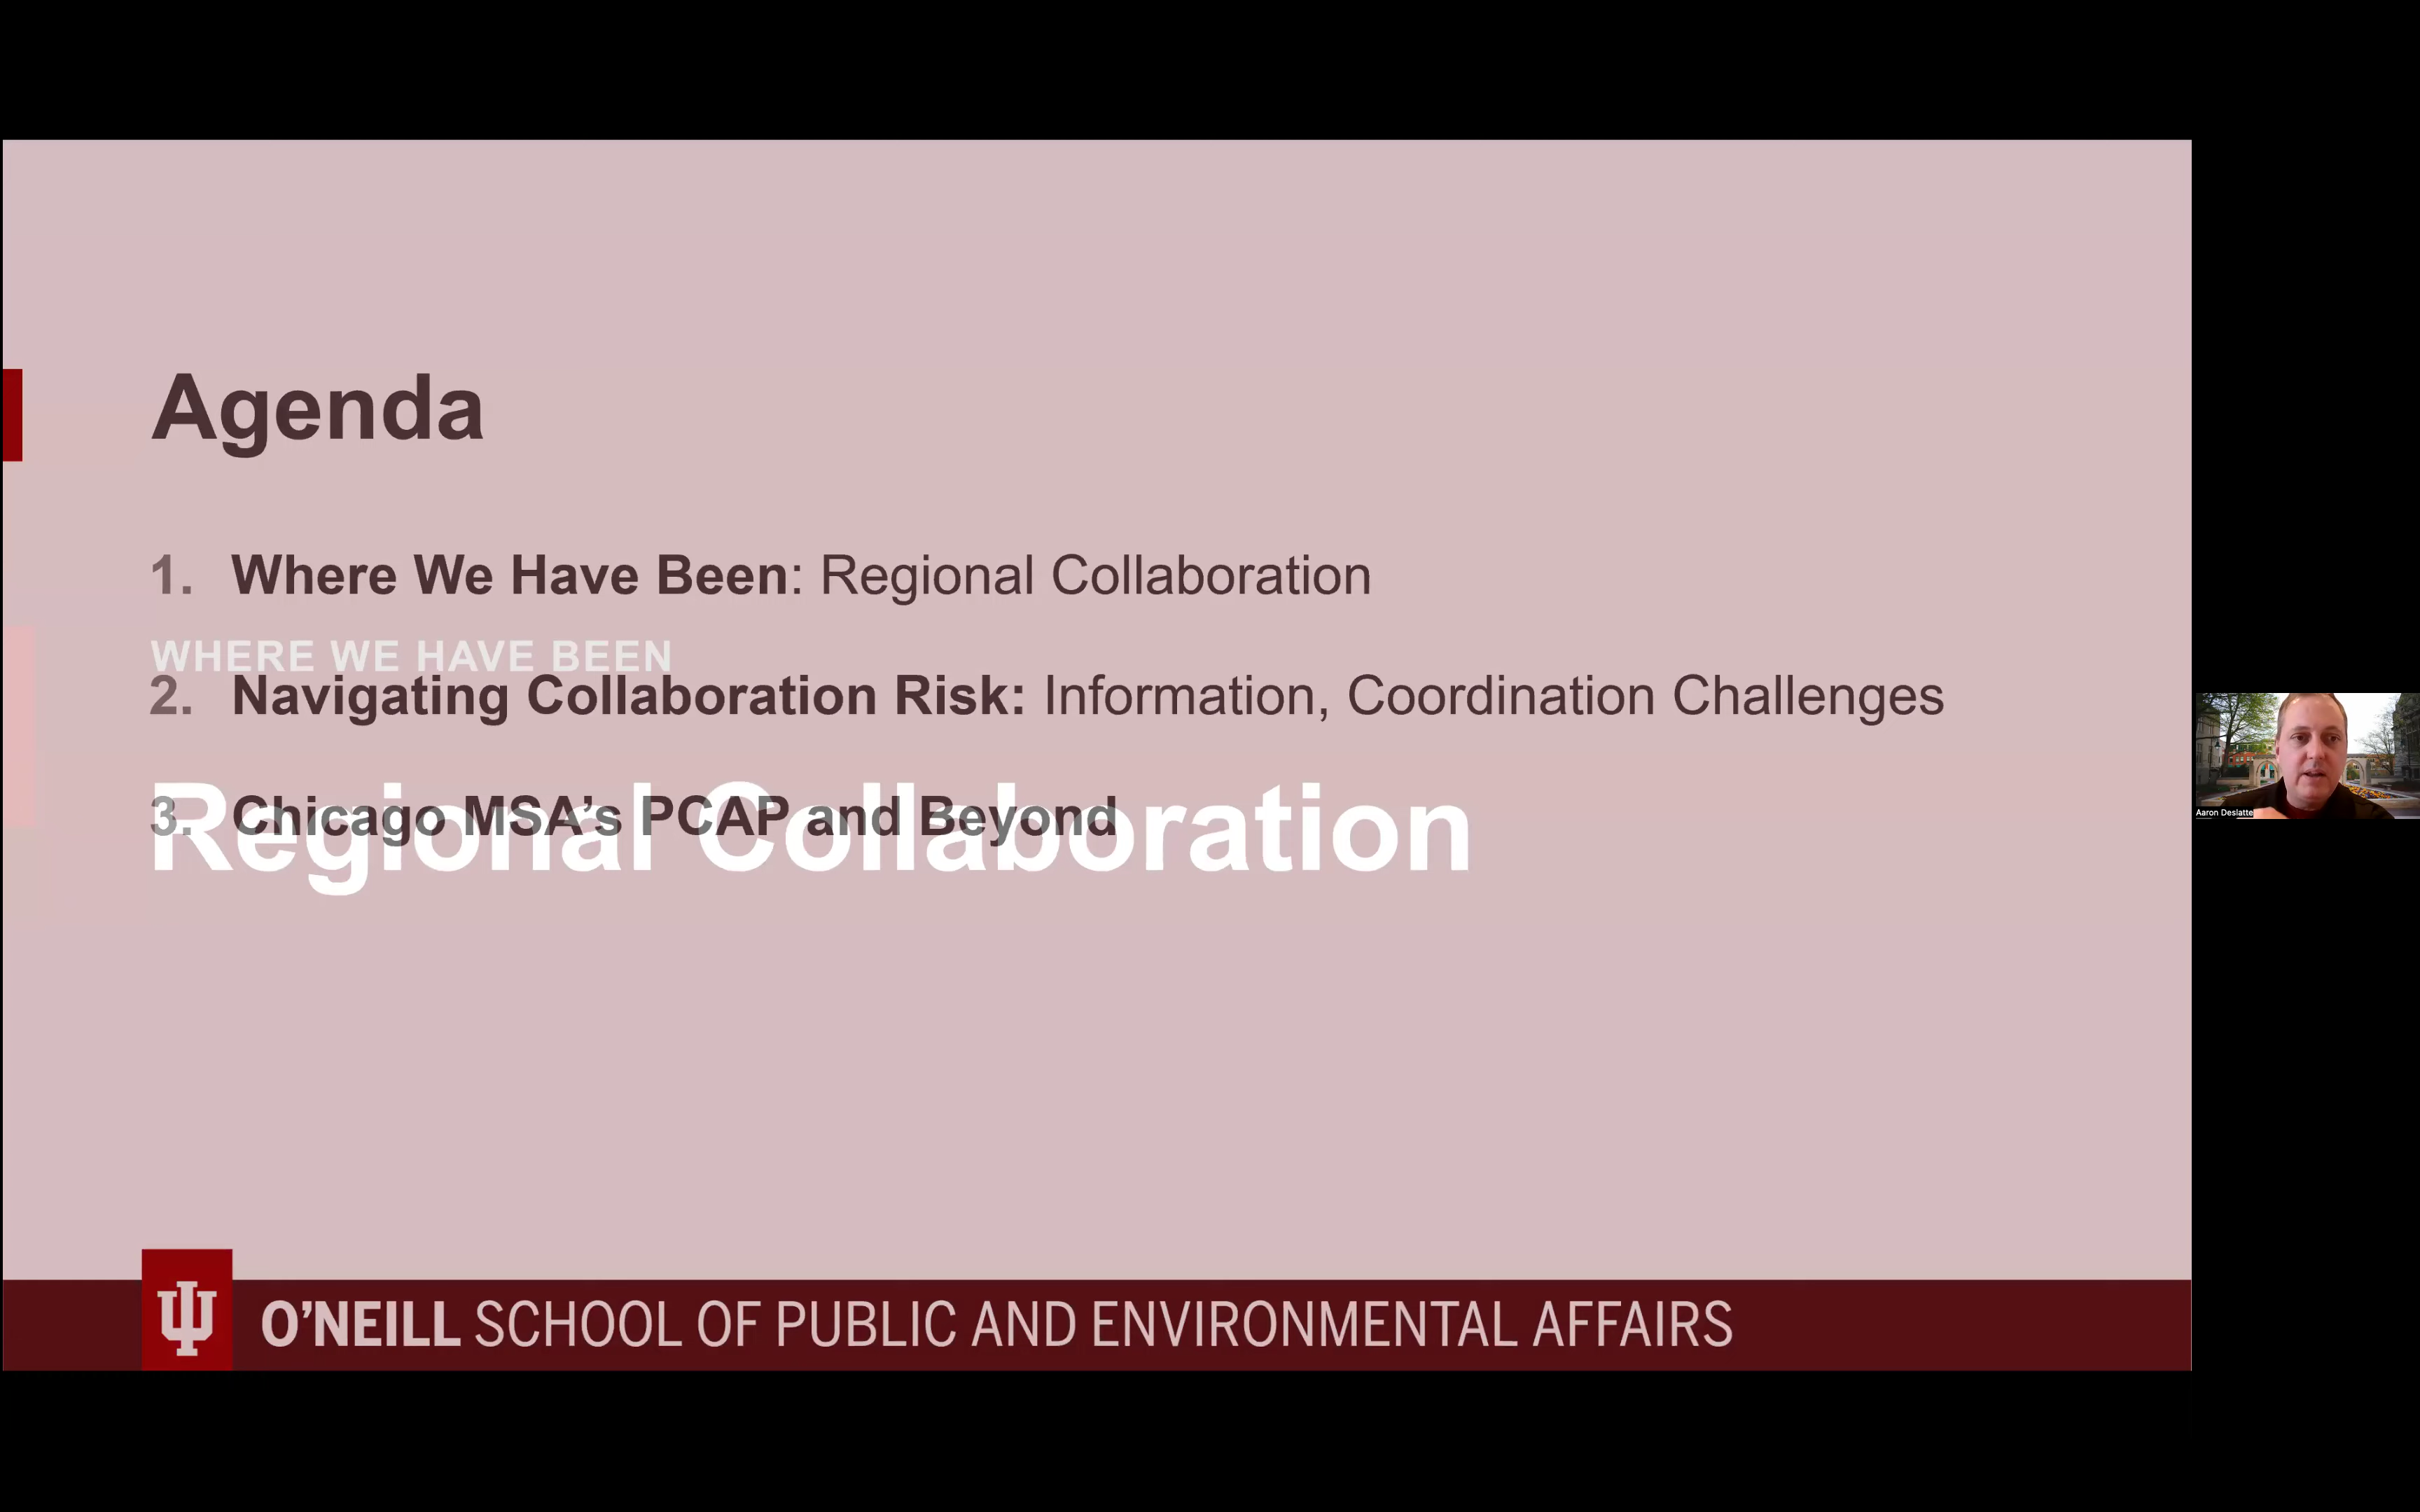 Agenda
1. Where We Have Been: Regional Collaboration
WHERE WE HAVE BEEN
2. Navigating Collaboration Risk: Information, Coordination Challenges
3. Chicago MSA’s PCAP and Beyond
Regional Collaboration
O’NEILL SCHOOL OF PUBLIC AND ENVIRONMENTAL AFFAIRS
Aaron Deslatte